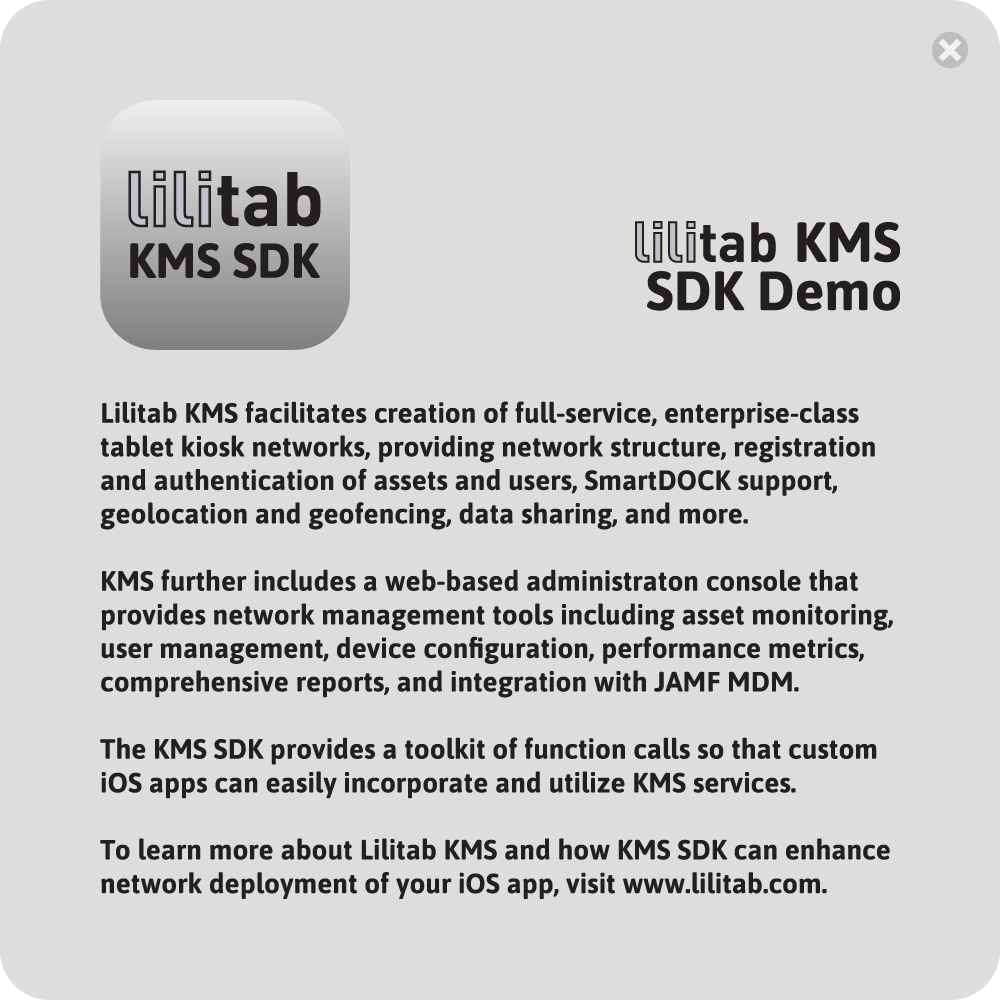 lilitab
KMS SDK
lilitab KMS
SDK Demo
Lilitab KMS facilitates creation of full-service, enterprise-class
tablet kiosk networks, providing network structure, registration
and authentication of assets and users, SmartDOCK support,
geolocation and geofencing, data sharing, and more.
KMS further includes a web-based administraton console that
provides network management tools including asset monitoring,
user management, device configuration, performance metrics,
comprehensive reports, and integration with JAMF MDM.
The KMS SDK provides a toolkit of function calls so that custom
iOS apps can easily incorporate and utilize KMS services.
To learn more about Lilitab KMS and how KMS SDK can enhance
network deployment of your iOS app, visit www.lilitab.com.